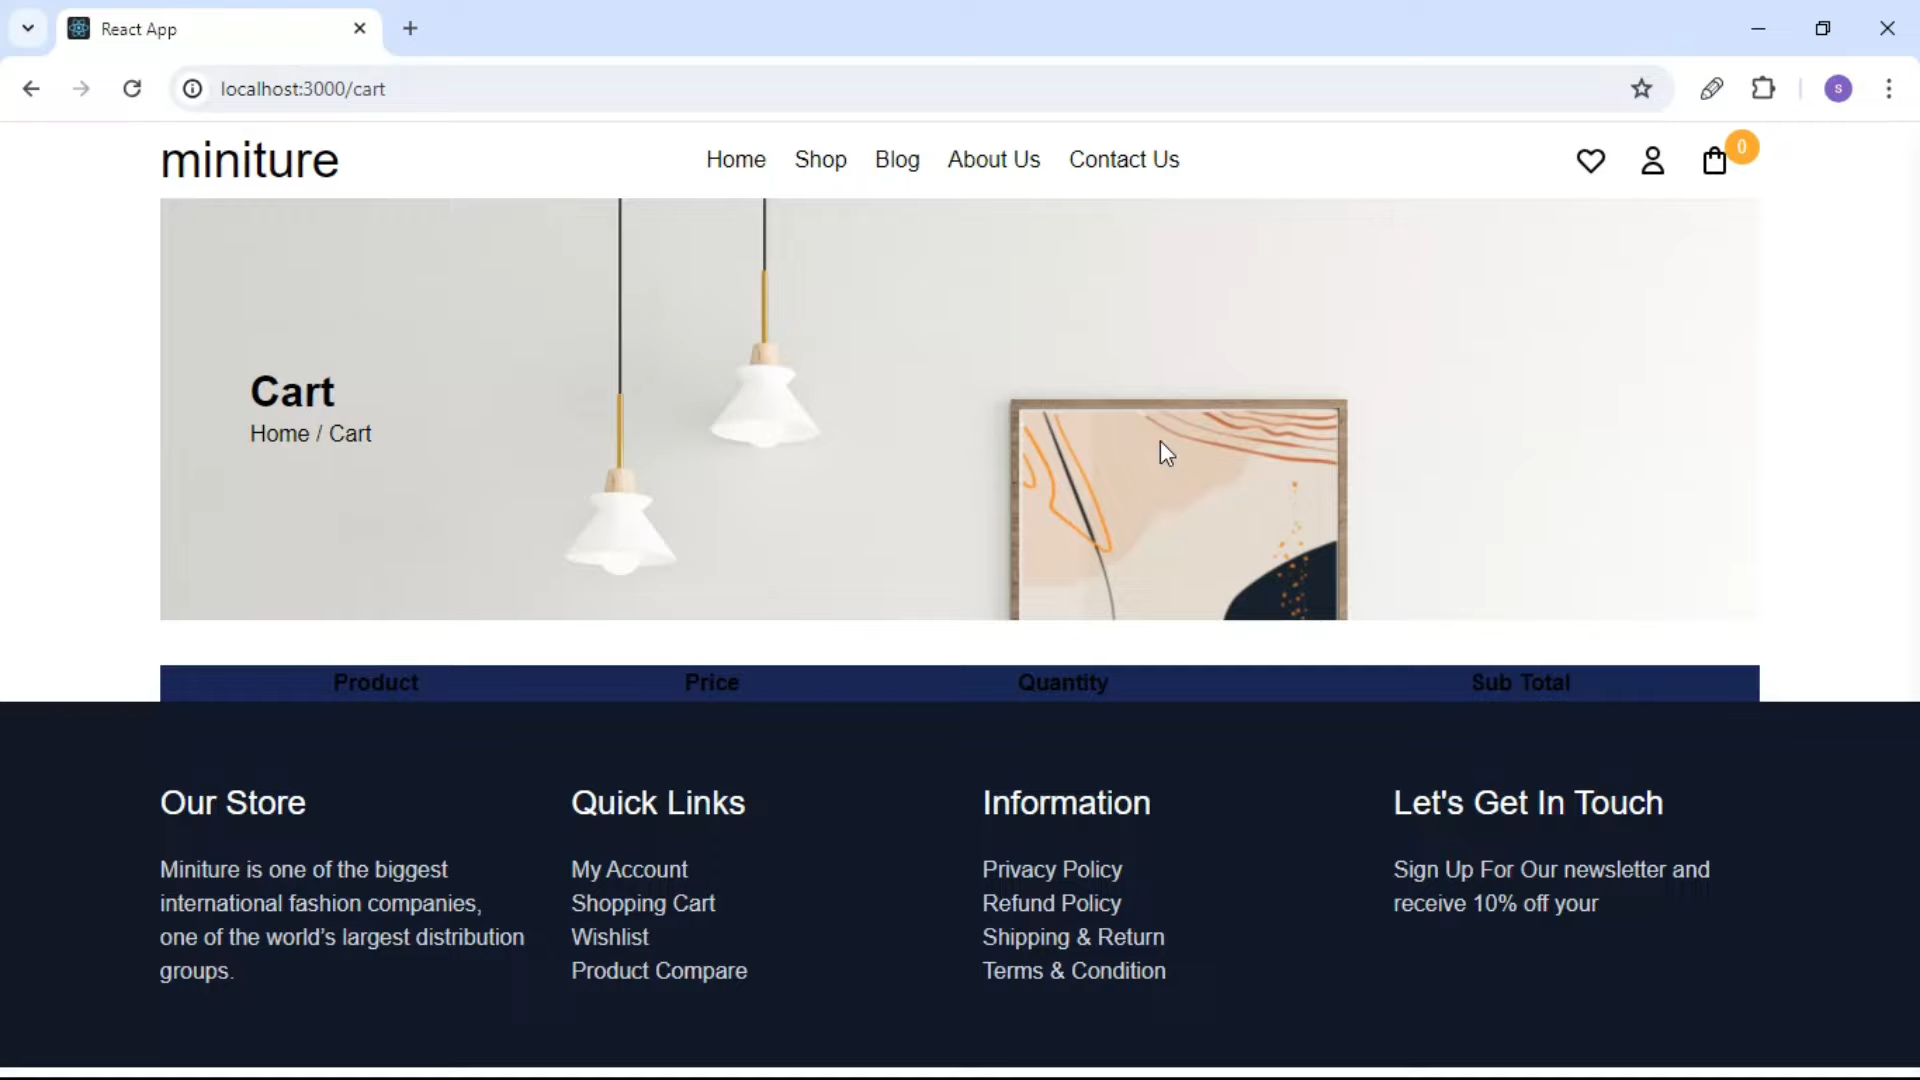 React App
localhost:3000/cart
S
miniture
Home Shop Blog About Us Contact Us
0
Cart
Home / Cart
Product Price Quantity Sub Total
Our Store
Miniture is one of the biggest
international fashion companies,
one of the world’s largest distribution
groups.
Quick Links
My Account
Shopping Cart
Wishlist
Product Compare
Information
Privacy Policy
Refund Policy
Shipping & Return
Terms & Condition
Let's Get In Touch
Sign Up For Our newsletter and
receive 10% off your